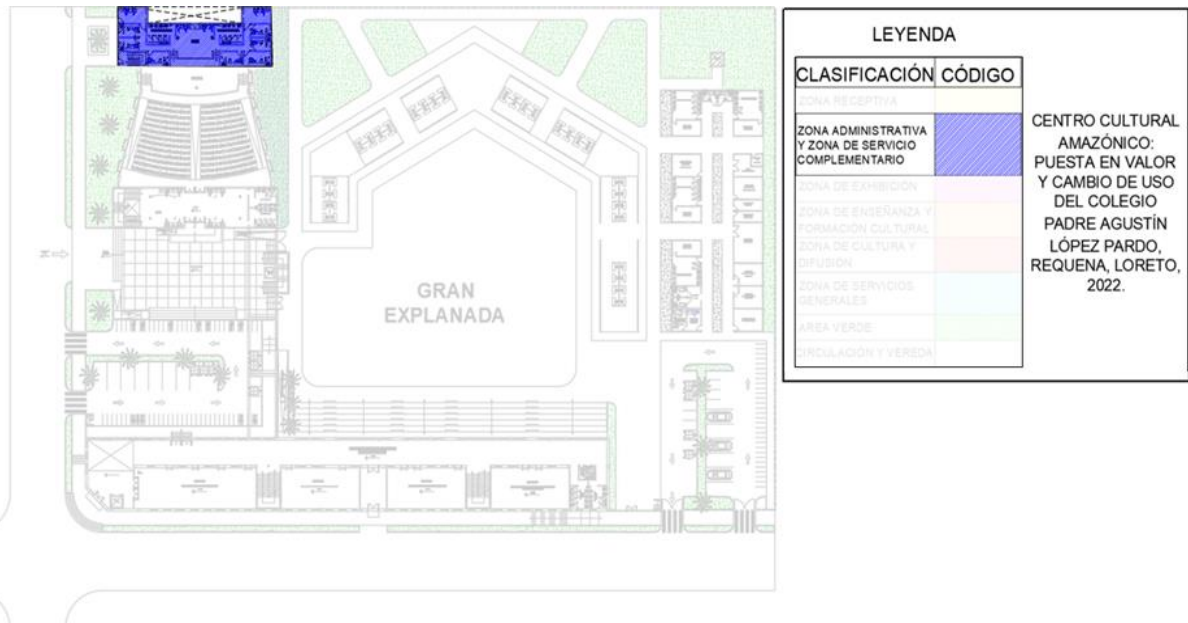 GRAN
EXPLANADA
LEYENDA
CLASIFICACIÓN CÓDIGO
ZONA RECEPTIVA
ZONA ADMINISTRATIVA
Y ZONA DE SERVICIO
COMPLEMENTARIO
ZONA DE EXHIBICIÓN
ZONA DE ENSEÑANZA Y
FORMACIÓN CULTURAL
ZONA DE CULTURA Y
DIFUSIÓN
ZONA DE SERVICIOS
GENERALES
AREA VERDE
CIRCULACIÓN Y VEREDA
CENTRO CULTURAL
AMAZÓNICO:
PUESTA EN VALOR
Y CAMBIO DE USO
DEL COLEGIO
PADRE AGUSTÍN
LÓPEZ PARDO,
REQUENA, LORETO,
2022.